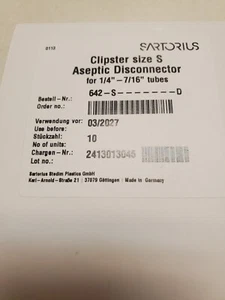 0113
SARTORIUS
Clipster size S
Aseptic Disconnector
for 1/4"-7/16" tubes
642-S-------D
Bestell-Nr.:
Order no.:
Verwendung vor: 03/2027
Use before:
Stückzahl: 10
No of units:
Chargen-Nr.: 2413013045
Lot no.:
Sartorius Stedim Plastics GmbH
Karl-Arnold-Straße 21 | 37079 Göttingen | Made in Germany